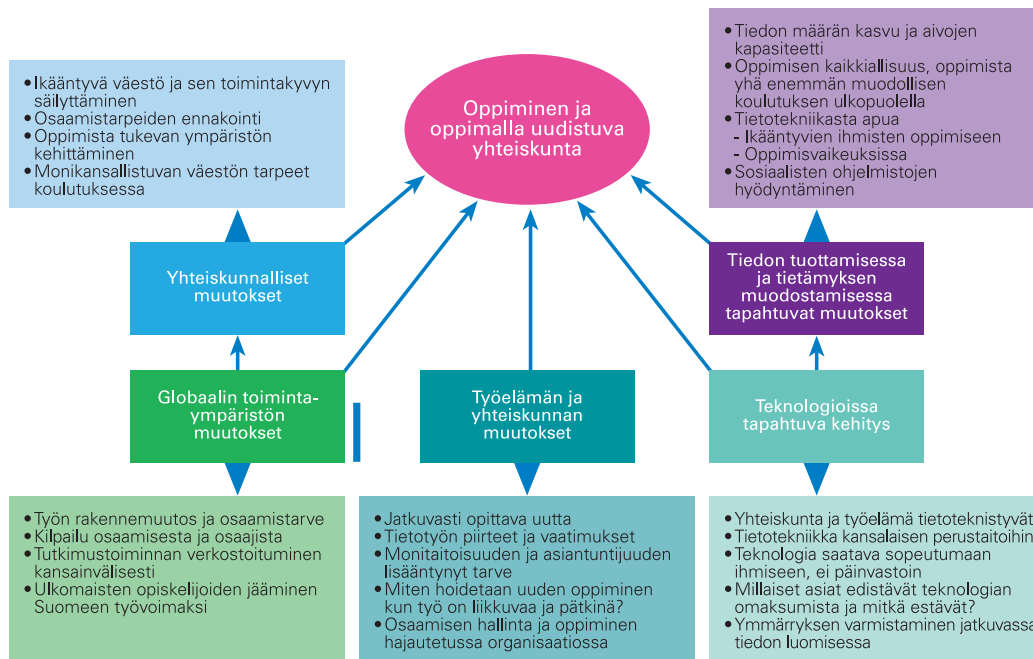 • Ikääntyvä väestö ja sen toimintakyvyn
säilyttäminen
• Osaamistarpeiden ennakointi
• Oppimista tukevan ympäristön
kehittäminen
• Monikansallistuvan väestön tarpeet
koulutuksessa
Oppiminen ja
oppimalla uudistuva
yhteiskunta
• Tiedon määrän kasvu ja aivojen
kapasiteetti
• Oppimisen kaikkiallisuus, oppimista
yhä enemmän muodollisen
koulutuksen ulkopuolella
• Tietotekniikasta apua
- Ikääntyvien ihmisten oppimiseen
- Oppimisvaikeuksissa
• Sosiaalisten ohjelmistojen
hyödyntäminen
Yhteiskunnalliset
muutokset
Tiedon tuottamisessa
ja tietämyksen
muodostamisessa
tapahtuvat muutokset
Globaalin toiminta-
ympäristön
muutokset
Työelämän ja
yhteiskunnan
muutokset
Teknologioissa
tapahtuva kehitys
• Työn rakennemuutos ja osaamistarve
• Kilpailu osaamisesta ja osaajista
• Tutkimustoiminnan verkostoituminen
kansainvälisesti
• Ulkomaisten opiskelijoiden jääminen
Suomeen työvoimaksi
• Jatkuvasti opittava uutta
• Tietotyön piirteet ja vaatimukset
• Monitaitoisuuden ja asiantuntijuuden
lisääntynyt tarve
• Miten hoidetaan uuden oppiminen
kun työ on liikkuvaa ja pätkinä?
• Osaamisen hallinta ja oppiminen
hajautetussa organisaatiossa
• Yhteiskunta ja työelämä tietoteknistyvät
• Tietotekniikka kansalaisen perustaitoihin
• Teknologia saatava sopeutumaan
ihmiseen, ei päinvastoin
• Millaiset asiat edistävät teknologian
omaksumista ja mitkä estävät?
• Ymmärryksen varmistaminen jatkuvassa
tiedon luomisessa